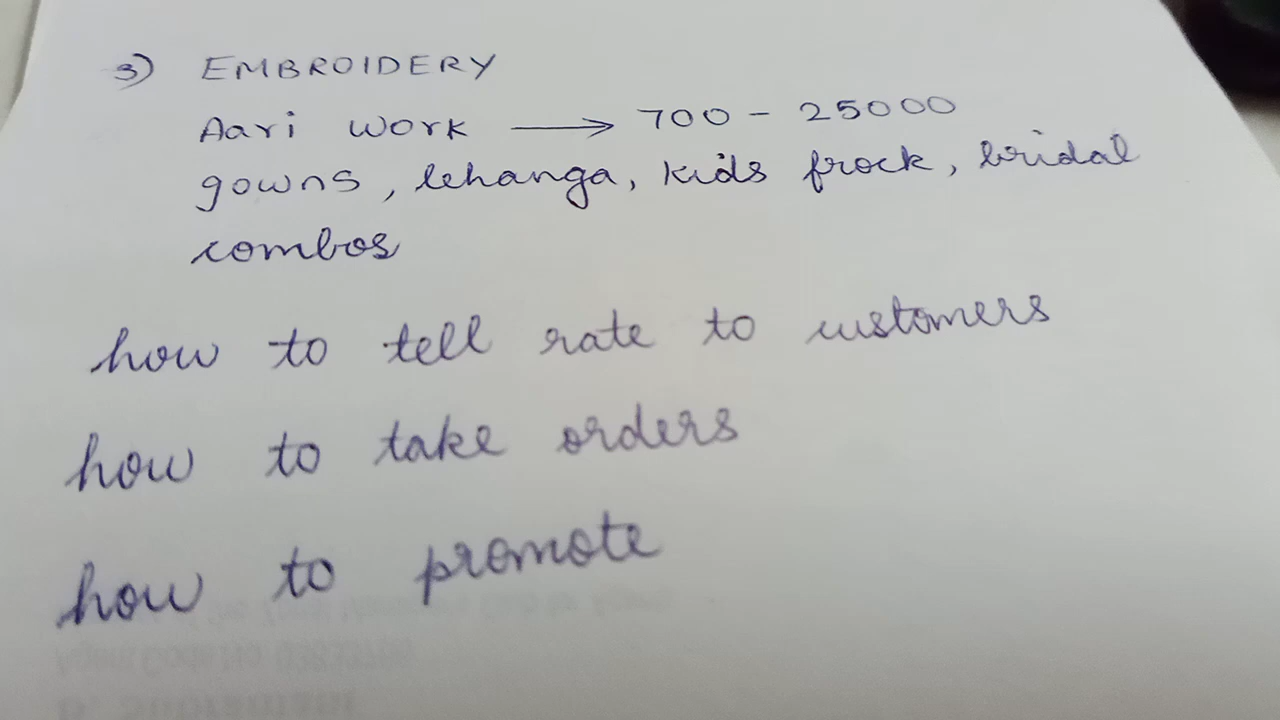 3) EMBROIDERY
Aari work → 700 - 25000
gowns, lehanga, kids frock, bridal
combos
how to tell rate to customers
how to take orders
how to promote